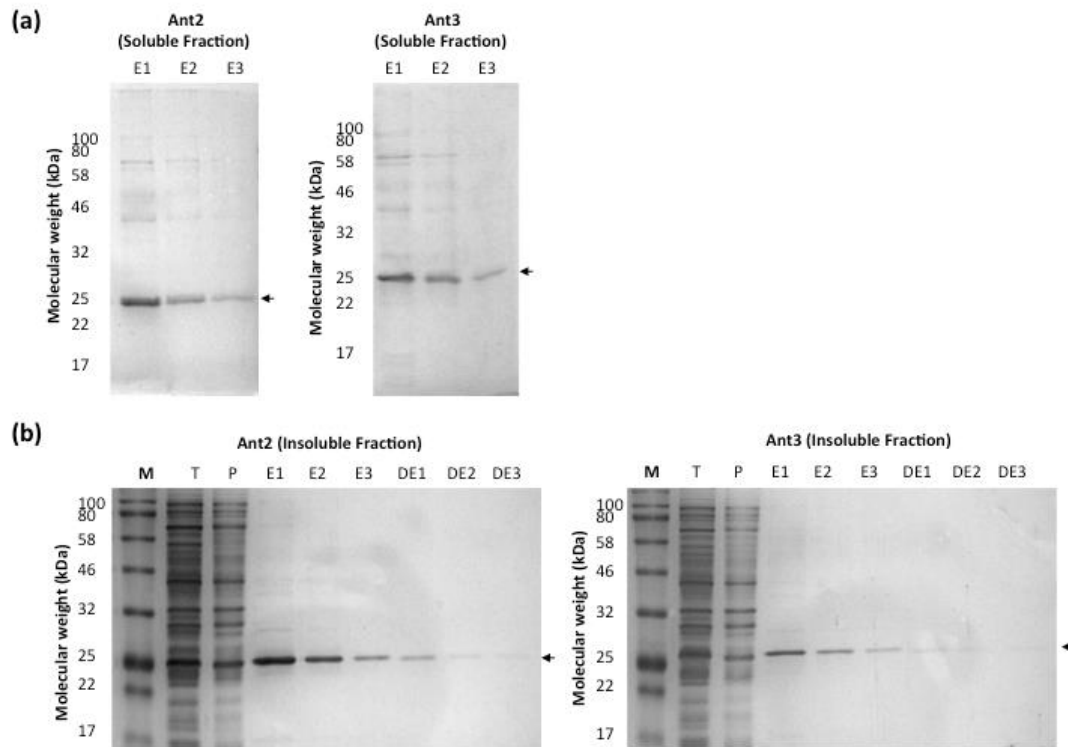 (a)
Ant2
(Soluble Fraction)
E1 E2 E3
Molecular weight (kDa)
100
80
58
46
32
25
22
17
Ant3
(Soluble Fraction)
E1 E2 E3
Molecular weight (kDa)
100
80
58
46
32
25
22
17
(b)
Ant2 (Insoluble Fraction)
M T P E1 E2 E3 DE1 DE2 DE3
Molecular weight (kDa)
100
80
58
46
32
25
22
17
Ant3 (Insoluble Fraction)
M T P E1 E2 E3 DE1 DE2 DE3
Molecular weight (kDa)
100
80
58
46
32
25
22
17